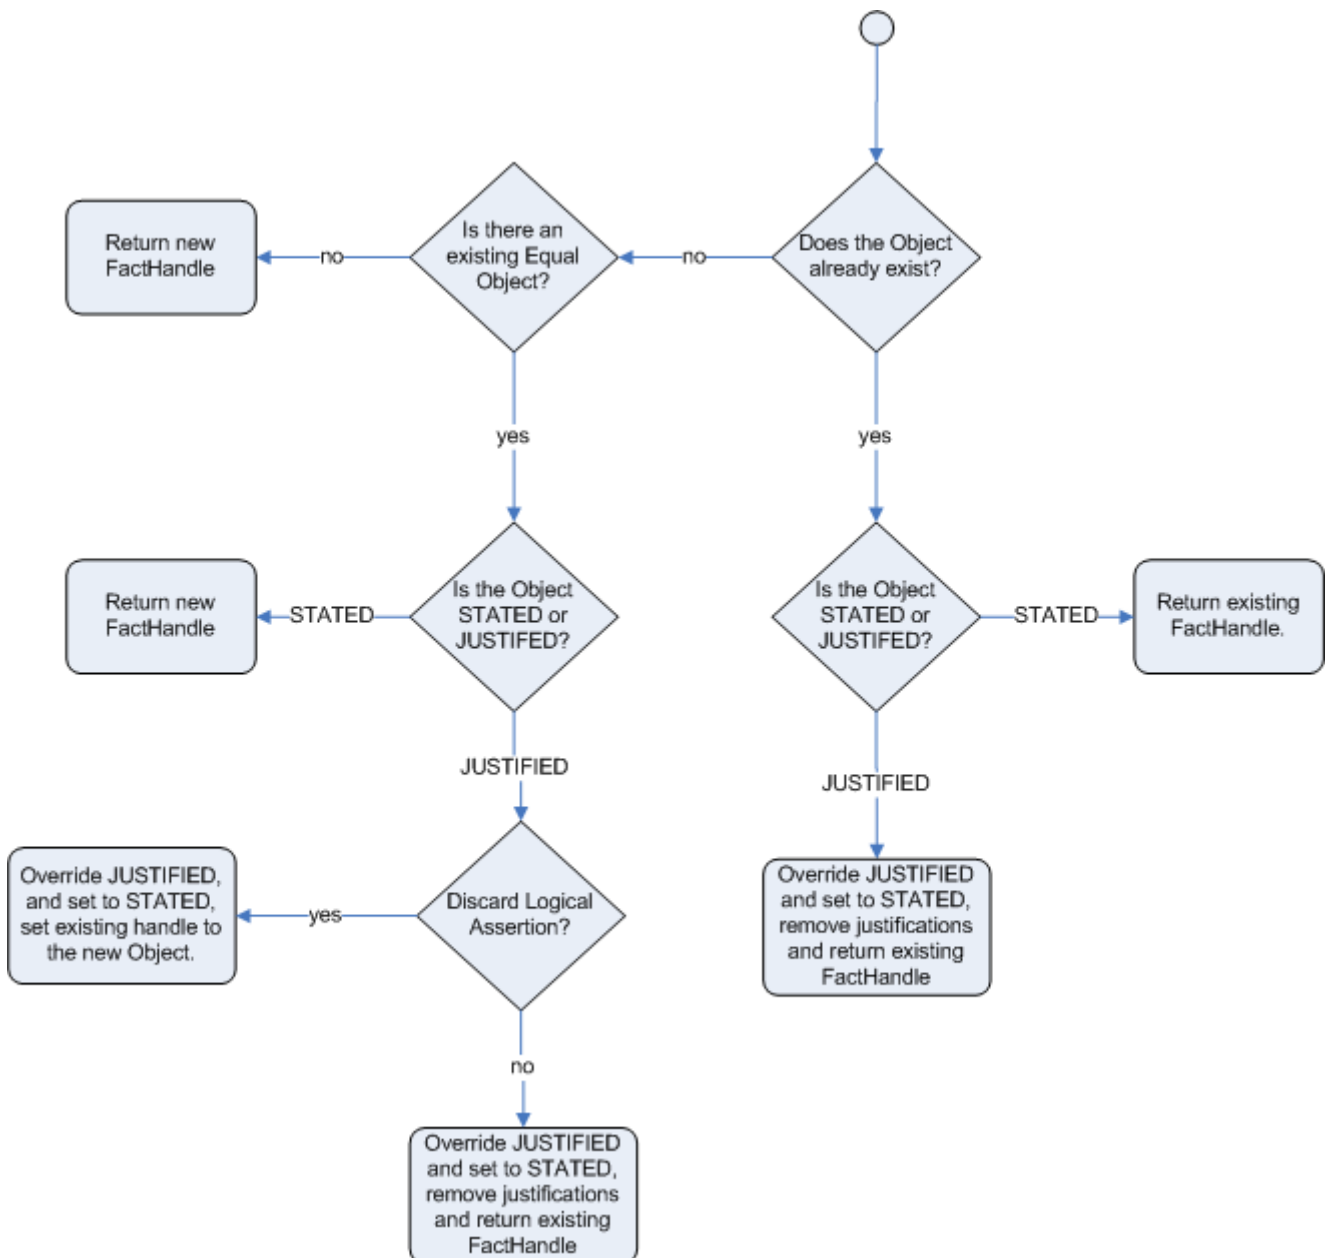 Return new
FactHandle
no
Is there an
existing Equal
Object?
no
Does the Object
already exist?
yes
yes
Return new
FactHandle
STATED
Is the Object
STATED or
JUSTIFED?
Is the Object
STATED or
JUSTIFED?
STATED
Return existing
FactHandle.
JUSTIFIED
JUSTIFIED
Override JUSTIFIED,
and set to STATED,
set existing handle to
the new Object.
yes
Discard Logical
Assertion?
Override JUSTIFIED
and set to STATED,
remove justifications
and return existing
FactHandle
no
Override JUSTIFIED
and set to STATED,
remove justifications
and return existing
FactHandle